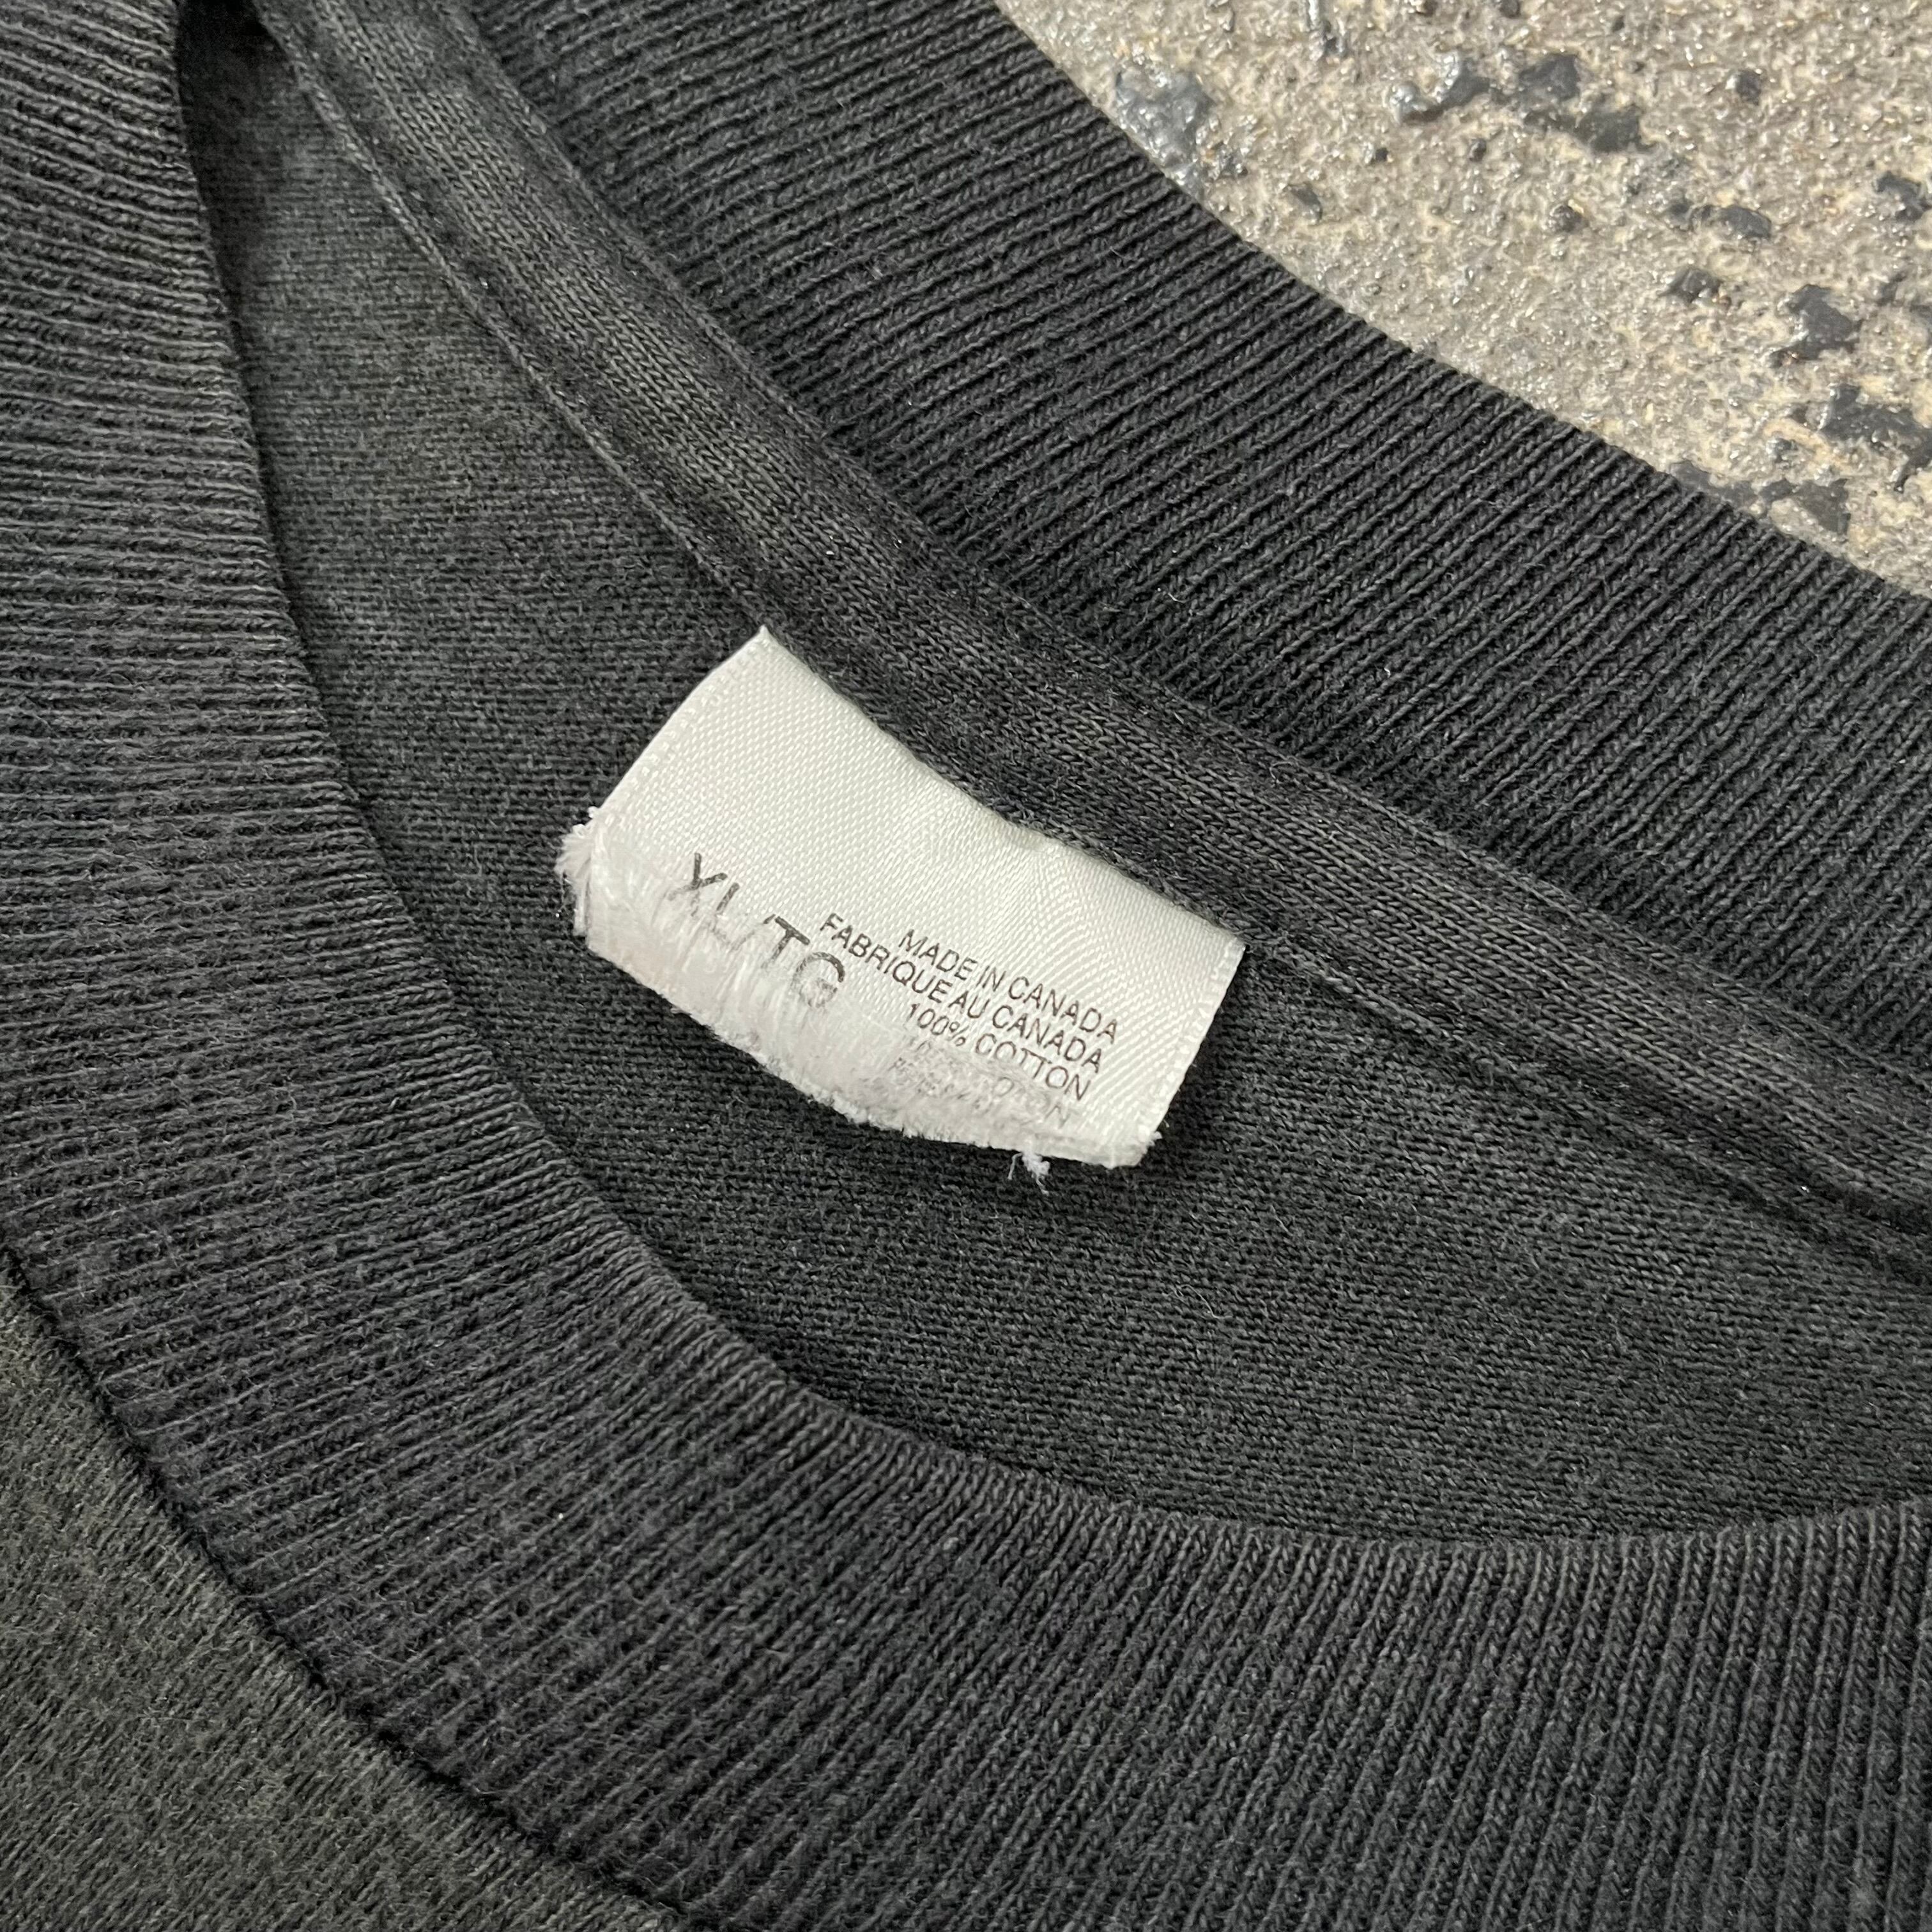 XL/TG
MADE IN CANADA
FABRIQUE AU CANADA
100% COTTON